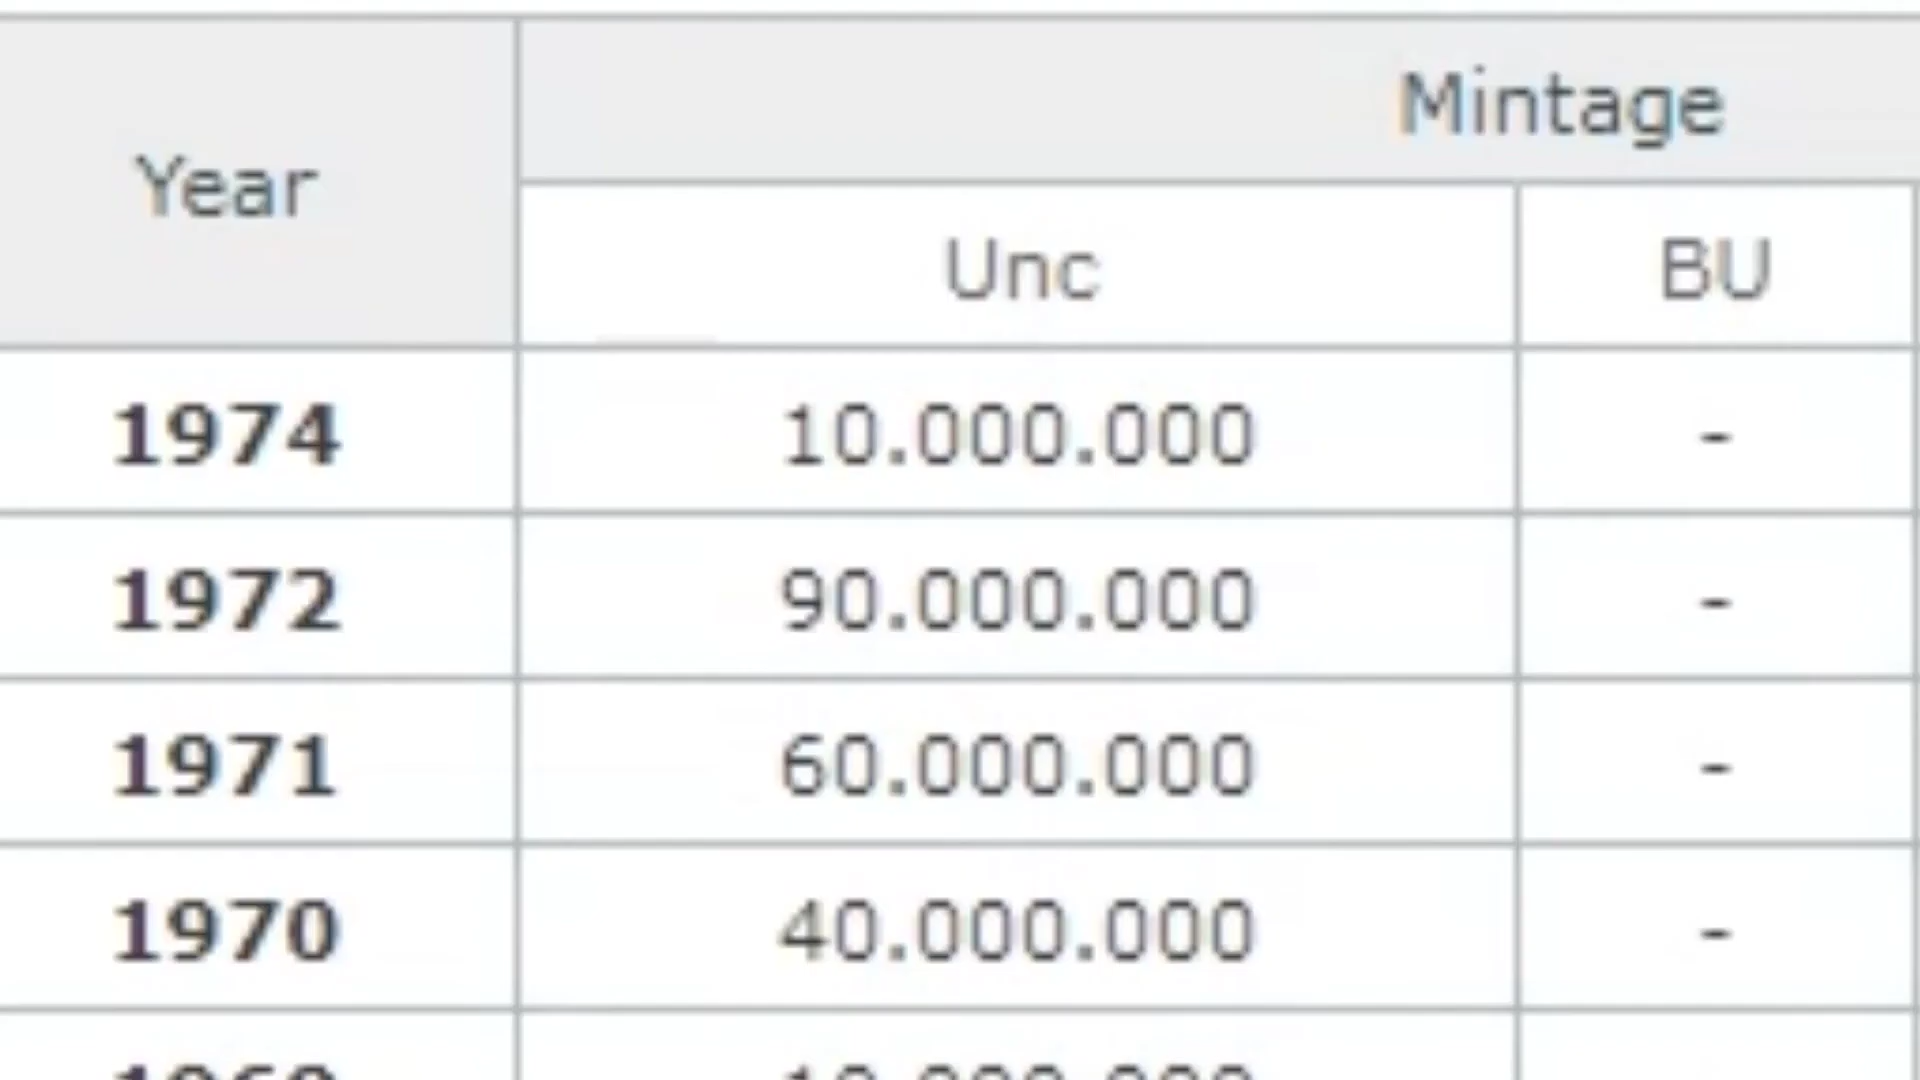 Mintage
Year
Unc BU
1974 10.000.000 -
1972 90.000.000 -
1971 60.000.000 -
1970 40.000.000 -